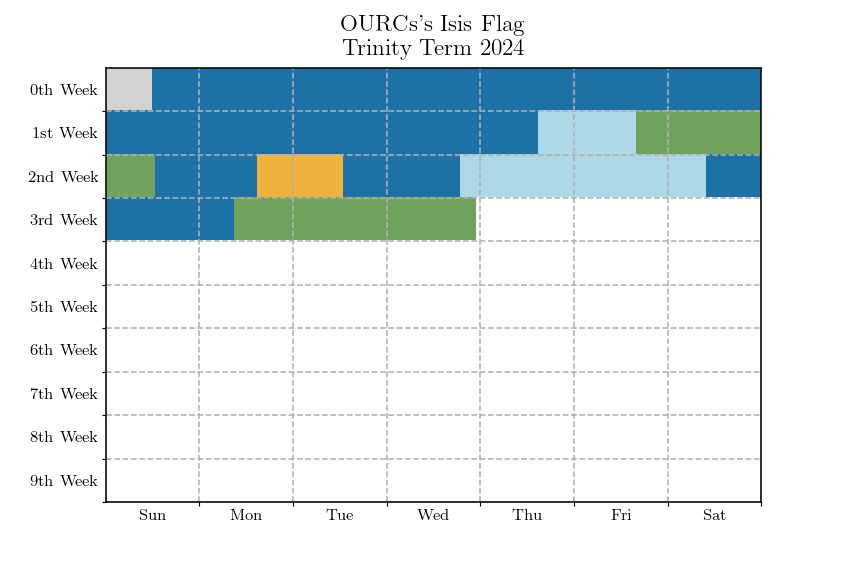 OURCs's Isis Flag
Trinity Term 2024
0th Week
1st Week
2nd Week
3rd Week
4th Week
5th Week
6th Week
7th Week
8th Week
9th Week
Sun Mon Tue Wed Thu Fri Sat